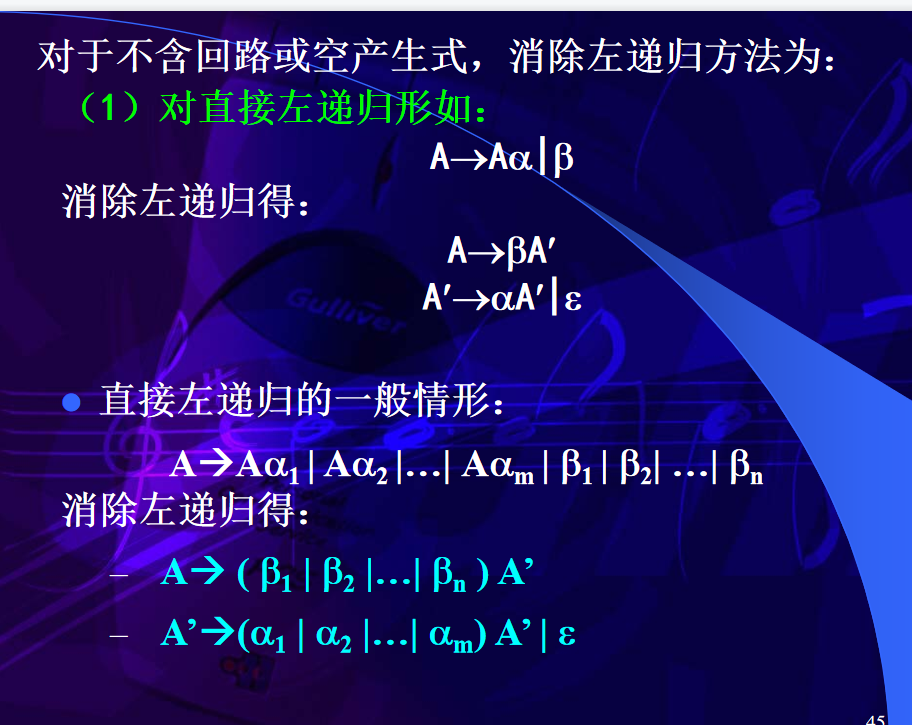 对于不含回路或空产生式，消除左递归方法为：
（1）对直接左递归形如：
A→Aα|β
消除左递归得：
A→βA′
A′→αA′|ε
Gulliver
● 直接左递归的一般情形：
A→Aα₁ | Aα₂ |…| Aαₘ | β₁ | β₂| …| βₙ
消除左递归得：
– A→ ( β₁ | β₂ |…| βₙ ) A’
– A’→(α₁ | α₂ |…| αₘ) A’ | ε
45